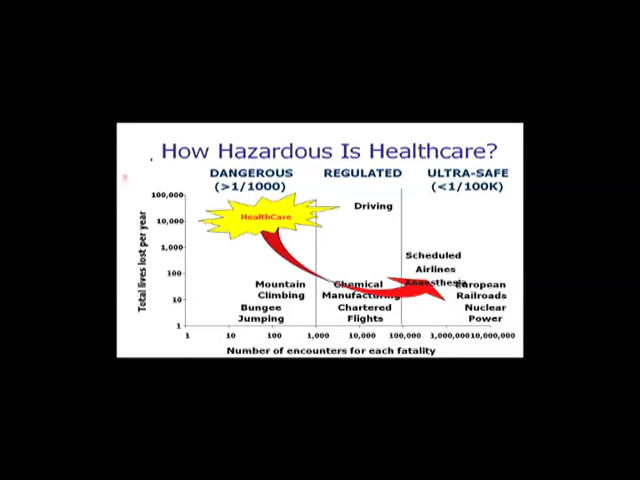 How Hazardous Is Healthcare?
DANGEROUS
(>1/1000)
REGULATED
ULTRA-SAFE
(<1/100K)
Total lives lost per year
100,000
10,000
1,000
100
10
1
HealthCare
Driving
Scheduled
Airlines
Anaesthesia
Mountain
Climbing
Bungee
Jumping
Chemical
Manufacturing
Chartered
Flights
European
Railroads
Nuclear
Power
1 10 100 1,000 10,000 100,000 1,000,000 10,000,000
Number of encounters for each fatality